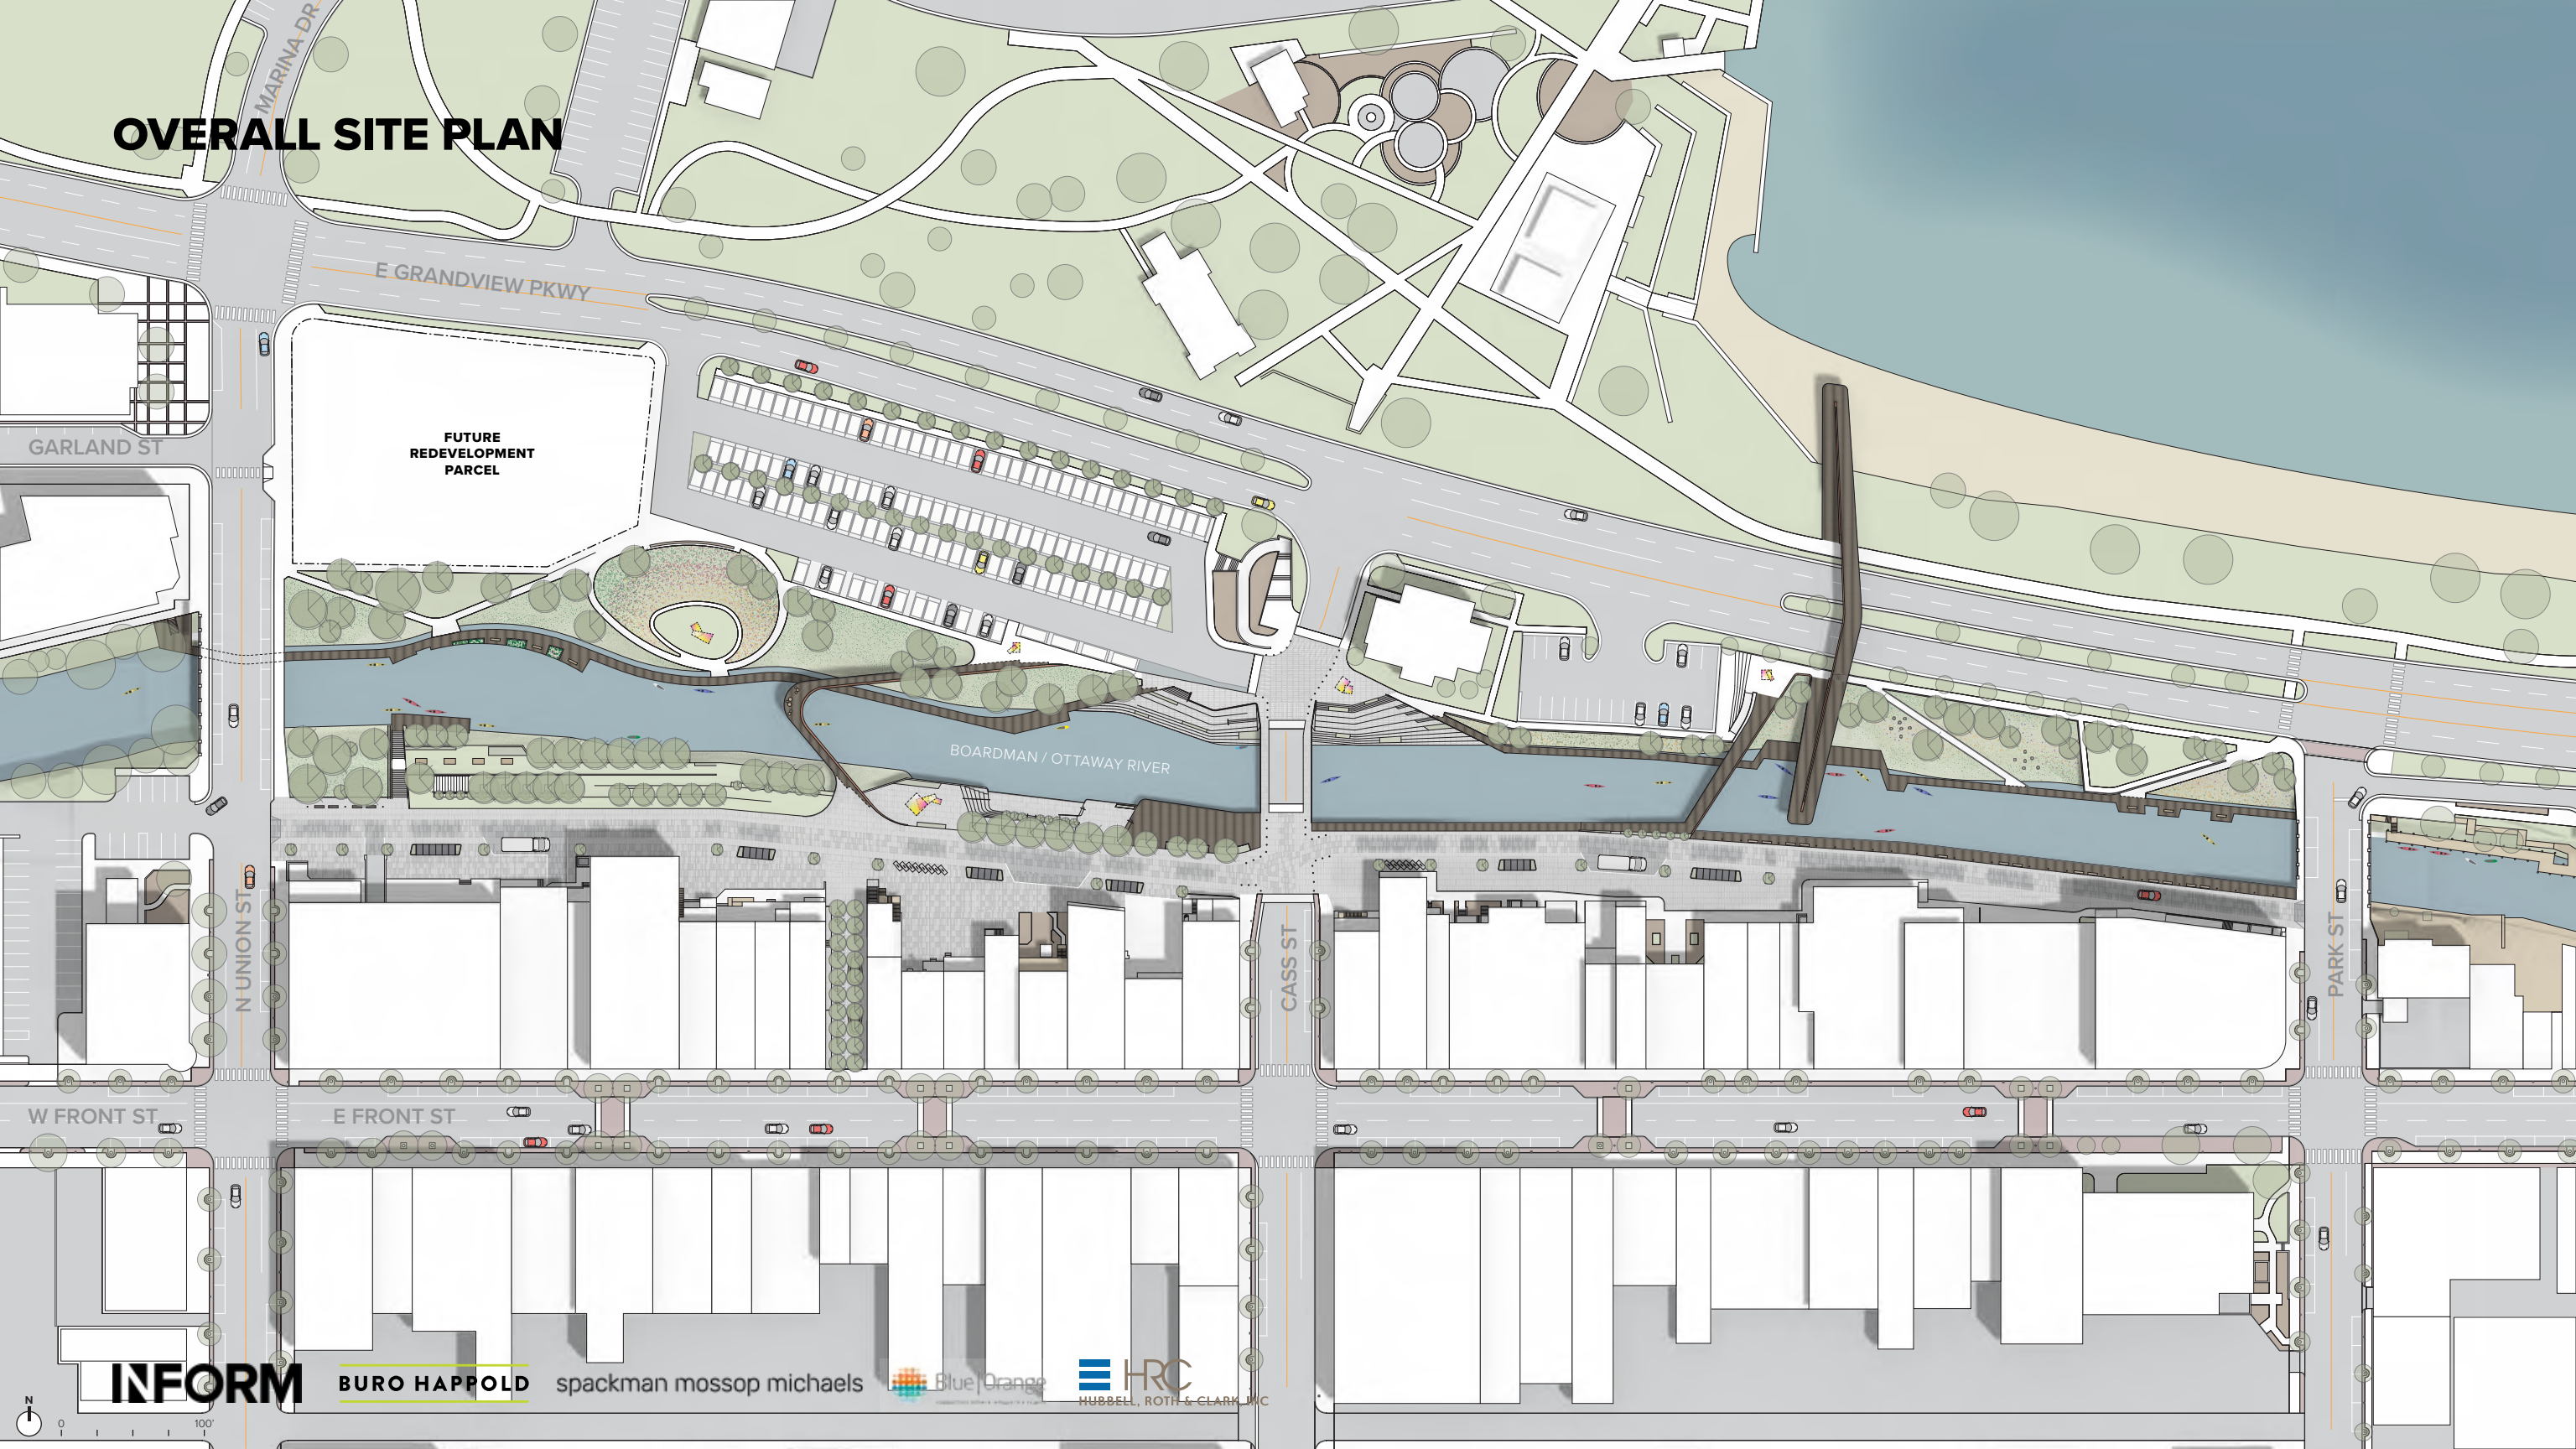 MARINA DR
OVERALL SITE PLAN
E GRANDVIEW PKWY
FUTURE
REDEVELOPMENT
PARCEL
GARLAND ST
BOARDMAN / OTTAWAY RIVER
N UNION ST
CASS ST
PARK ST
W FRONT ST
E FRONT ST
INFORM
BURO HAPPOLD
spackman mossop michaels
Blue|Orange
HRC
HUBBELL, ROTH & CLARK, INC
N
0
100'